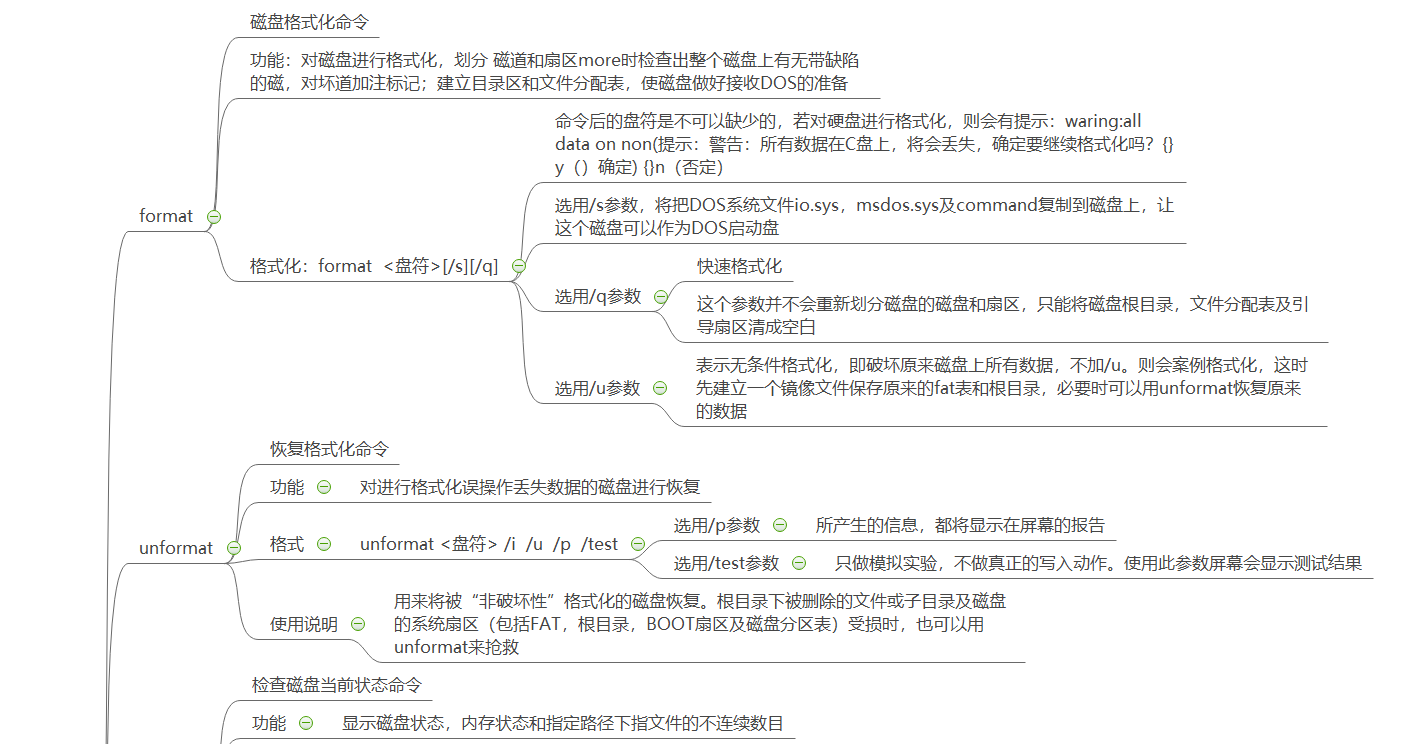 磁盘格式化命令
功能：对磁盘进行格式化，划分 磁道和扇区more时检查出整个磁盘上有无带缺陷
的磁，对坏道加注标记；建立目录区和文件分配表，使磁盘做好接收DOS的准备
format
格式化：format <盘符>[/s][/q]
命令后的盘符是不可以缺少的，若对硬盘进行格式化，则会有提示：waring:all
data on non(提示：警告：所有数据在C盘上，将会丢失，确定要继续格式化吗？{}
y（）确定) {}n（否定）
选用/s参数，将把DOS系统文件io.sys，msdos.sys及command复制到磁盘上，让
这个磁盘可以作为DOS启动盘
选用/q参数
快速格式化
这个参数并不会重新划分磁盘的磁盘和扇区，只能将磁盘根目录，文件分配表及引
导扇区清成空白
选用/u参数
表示无条件格式化，即破坏原来磁盘上所有数据，不加/u。则会案例格式化，这时
先建立一个镜像文件保存原来的fat表和根目录，必要时可以用unformat恢复原来
的数据
unformat
恢复格式化命令
功能
对进行格式化误操作丢失数据的磁盘进行恢复
格式
unformat <盘符> /i /u /p /test
选用/p参数
所产生的信息，都将显示在屏幕的报告
选用/test参数
只做模拟实验，不做真正的写入动作。使用此参数屏幕会显示测试结果
使用说明
用来将被“非破坏性”格式化的磁盘恢复。根目录下被删除的文件或子目录及磁盘
的系统扇区（包括FAT，根目录，BOOT扇区及磁盘分区表）受损时，也可以用
unformat来抢救
检查磁盘当前状态命令
功能
显示磁盘状态，内存状态和指定路径下指文件的不连续数目